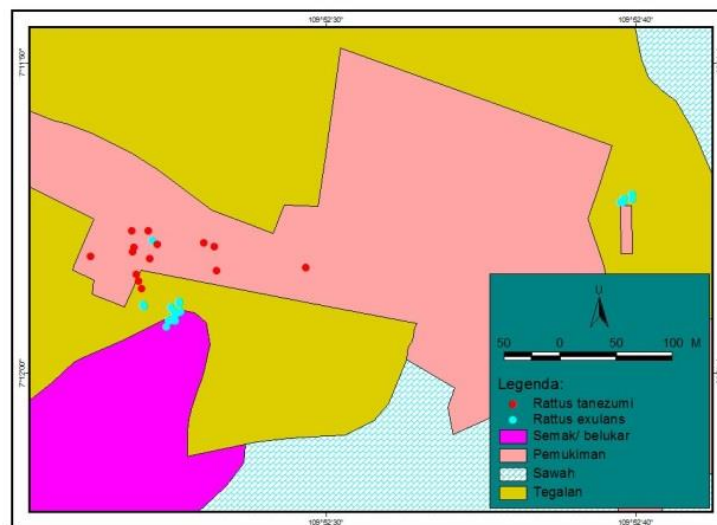 109°52'30" 109°52'40"
7°11'50"
U
50 0 50 100 M
Legenda:
Rattus tanezumi
Rattus exulans
Semak/ belukar
Pemukiman
Sawah
Tegalan
7°12'00"
109°52'30" 109°52'40"